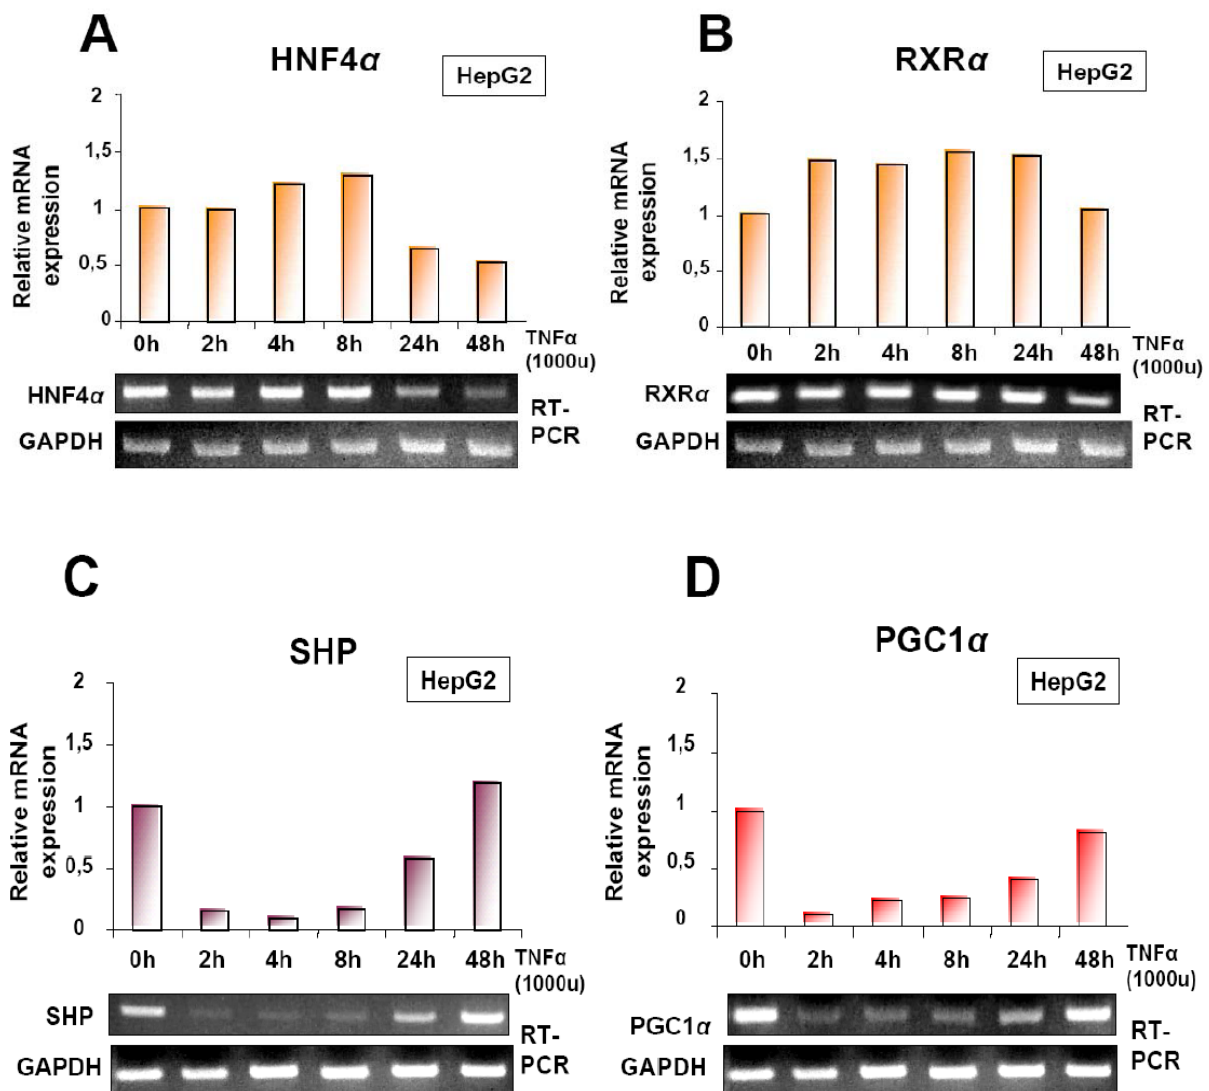 A
HNF4α
HepG2
Relative mRNA
expression
2
1,5
1
0,5
0
0h 2h 4h 8h 24h 48h
TNFα
(1000u)
HNF4α
GAPDH
RT-
PCR
B
RXRα
HepG2
Relative mRNA
expression
2
1,5
1
0,5
0
0h 2h 4h 8h 24h 48h
TNFα
(1000u)
RXRα
GAPDH
RT-
PCR
C
SHP
HepG2
Relative mRNA
expression
2
1,5
1
0,5
0
0h 2h 4h 8h 24h 48h
TNFα
(1000u)
SHP
GAPDH
RT-
PCR
D
PGC1α
HepG2
Relative mRNA
expression
2
1,5
1
0,5
0
0h 2h 4h 8h 24h 48h
TNFα
(1000u)
PGC1α
GAPDH
RT-
PCR